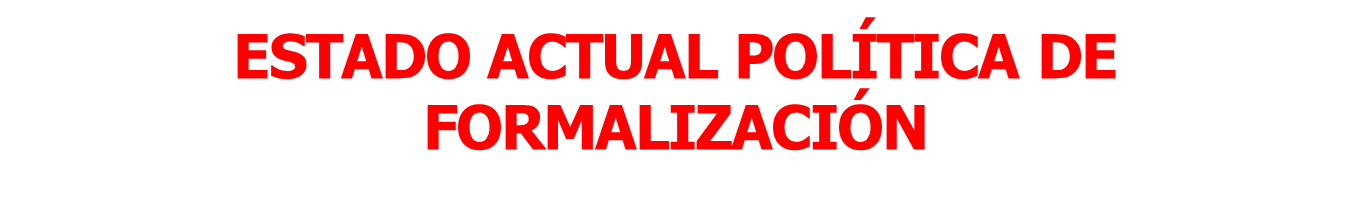 ESTADO ACTUAL POLÍTICA DE
FORMALIZACIÓN